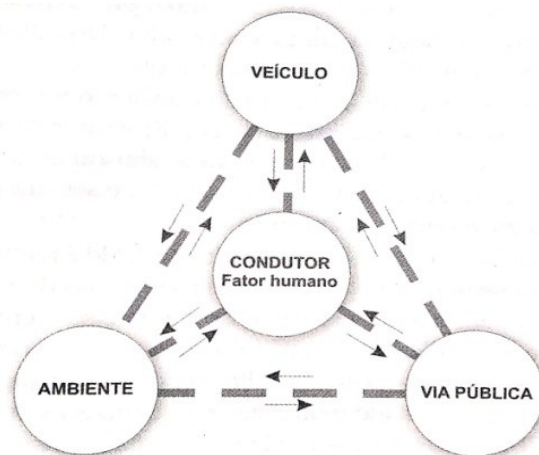 VEÍCULO
CONDUTOR
Fator humano
AMBIENTE
VIA PÚBLICA